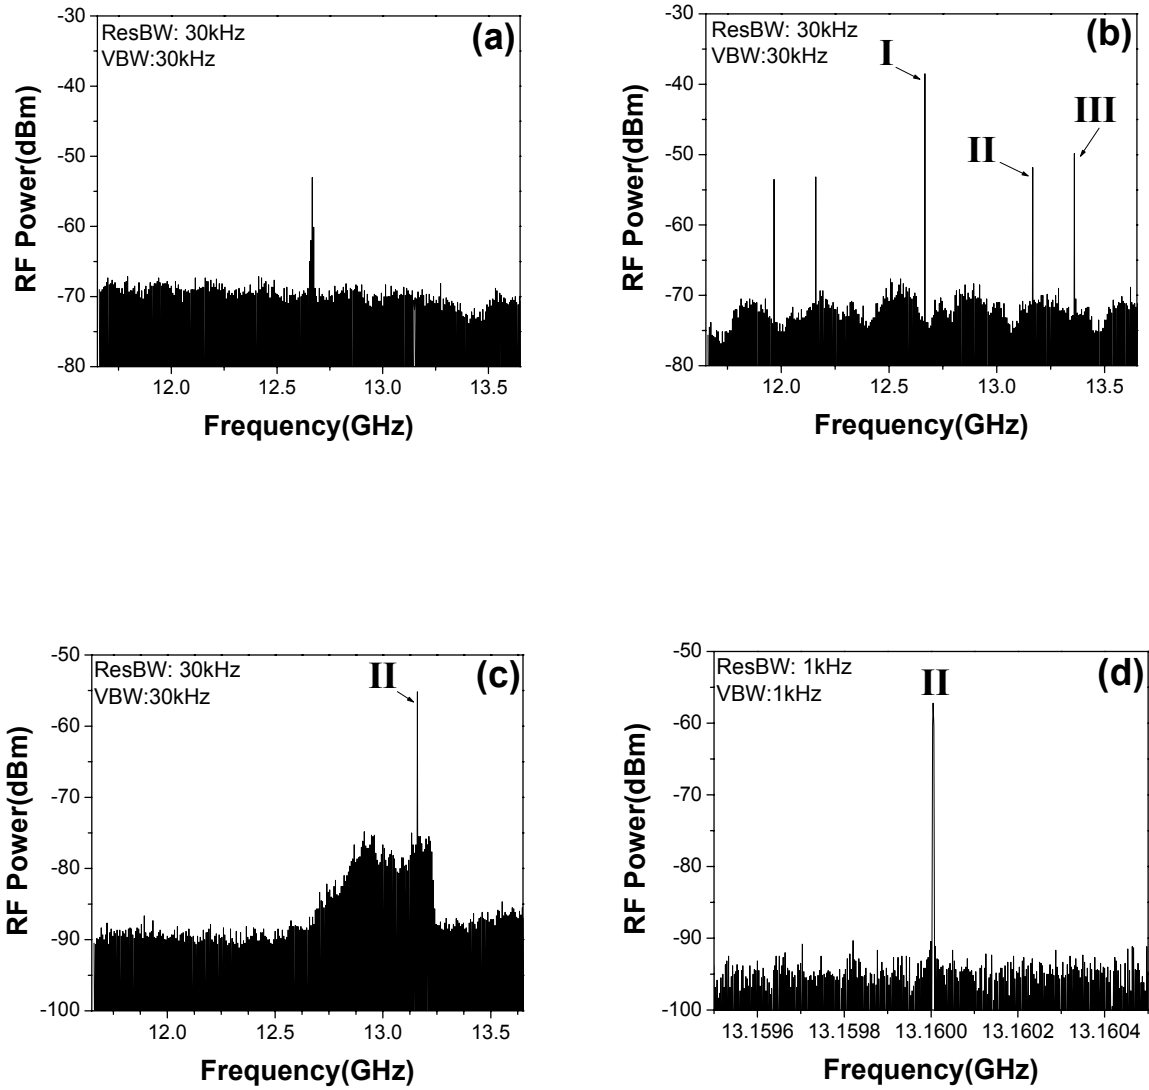 ResBW: 30kHz
VBW:30kHz
(a)
-30
-40
-50
-60
-70
-80
RF Power(dBm)
12.0 12.5 13.0 13.5
Frequency(GHz)
ResBW: 30kHz
VBW:30kHz
(b)
I
II
III
-30
-40
-50
-60
-70
-80
RF Power(dBm)
12.0 12.5 13.0 13.5
Frequency(GHz)
ResBW: 30kHz
VBW:30kHz
II
(c)
-50
-60
-70
-80
-90
-100
RF Power(dBm)
12.0 12.5 13.0 13.5
Frequency(GHz)
ResBW: 1kHz
VBW:1kHz
II
(d)
-50
-60
-70
-80
-90
-100
RF Power(dBm)
13.1596 13.1598 13.1600 13.1602 13.1604
Frequency(GHz)